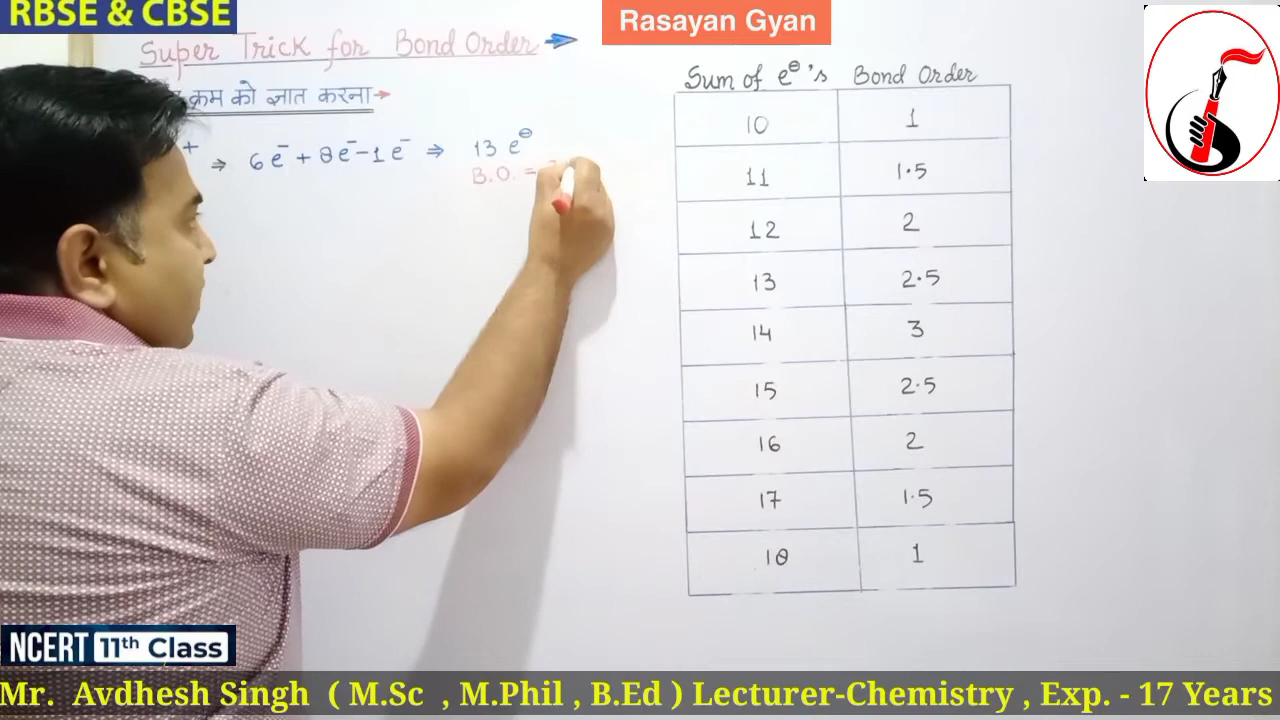 RBSE & CBSE
Rasayan Gyan
Super Trick for Bond Order
क्रम को ज्ञात करना
+ ⇒ 6e⁻ + 8e⁻ - 1e⁻ ⇒ 13 e⊖
B.O. =
Sum of e⊖'s Bond Order
10 1
11 1.5
12 2
13 2.5
14 3
15 2.5
16 2
17 1.5
18 1
NCERT 11th Class
Mr. Avdhesh Singh ( M.Sc , M.Phil , B.Ed ) Lecturer-Chemistry , Exp. - 17 Years